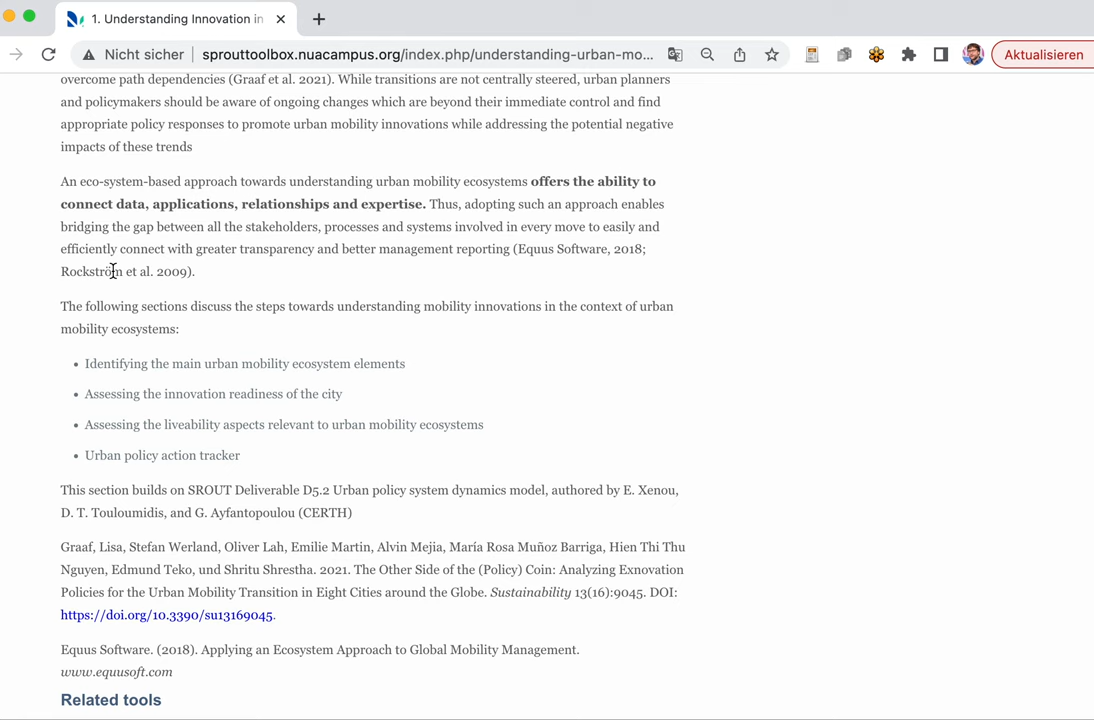 1. Understanding Innovation in
Nicht sicher
sprouttoolbox.nuacampus.org/index.php/understanding-urban-mo...
Aktualisieren
overcome path dependencies (Graaf et al. 2021). While transitions are not centrally steered, urban planners
and policymakers should be aware of ongoing changes which are beyond their immediate control and find
appropriate policy responses to promote urban mobility innovations while addressing the potential negative
impacts of these trends
An eco-system-based approach towards understanding urban mobility ecosystems offers the ability to
connect data, applications, relationships and expertise. Thus, adopting such an approach enables
bridging the gap between all the stakeholders, processes and systems involved in every move to easily and
efficiently connect with greater transparency and better management reporting (Equus Software, 2018;
Rockström et al. 2009).
The following sections discuss the steps towards understanding mobility innovations in the context of urban
mobility ecosystems:
• Identifying the main urban mobility ecosystem elements
• Assessing the innovation readiness of the city
• Assessing the liveability aspects relevant to urban mobility ecosystems
• Urban policy action tracker
This section builds on SROUT Deliverable D5.2 Urban policy system dynamics model, authored by E. Xenou,
D. T. Touloumidis, and G. Ayfantopoulou (CERTH)
Graaf, Lisa, Stefan Werland, Oliver Lah, Emilie Martin, Alvin Mejia, María Rosa Muñoz Barriga, Hien Thi Thu
Nguyen, Edmund Teko, und Shritu Shrestha. 2021. The Other Side of the (Policy) Coin: Analyzing Exnovation
Policies for the Urban Mobility Transition in Eight Cities around the Globe. Sustainability 13(16):9045. DOI:
https://doi.org/10.3390/su13169045.
Equus Software. (2018). Applying an Ecosystem Approach to Global Mobility Management.
www.equusoft.com
Related tools